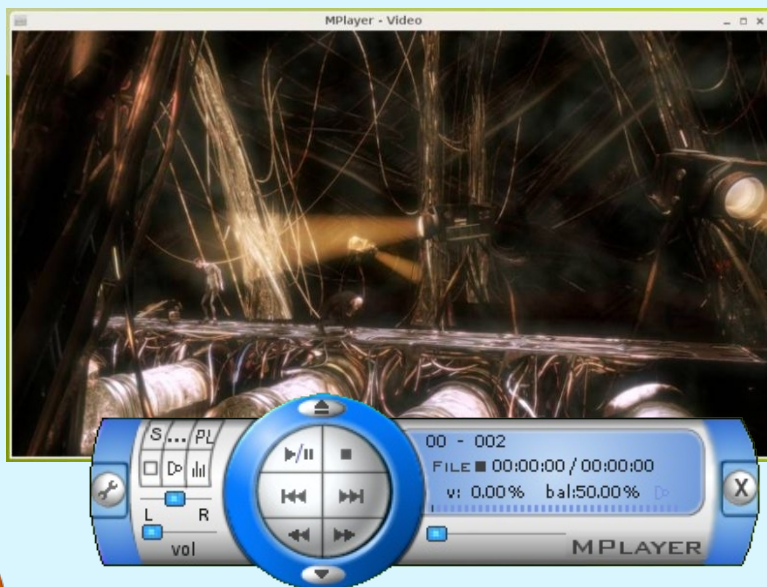 MPlayer - Video
S ... PL
00 - 002
FILE 00:00:00 / 00:00:00
v: 0.00% bal:50.00%
L R
vol
X
MPLAYER